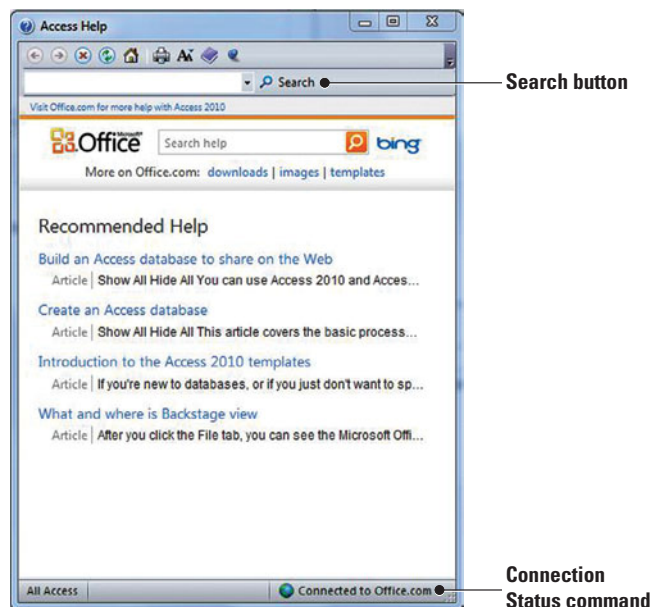 Access Help
Search
Search button
Visit Office.com for more help with Access 2010
Microsoft
Office
Search help
bing
More on Office.com: downloads | images | templates
Recommended Help
Build an Access database to share on the Web
Article | Show All Hide All You can use Access 2010 and Acces...
Create an Access database
Article | Show All Hide All This article covers the basic process...
Introduction to the Access 2010 templates
Article | If you're new to databases, or if you just don't want to sp...
What and where is Backstage view
Article | After you click the File tab, you can see the Microsoft Offi...
All Access
Connected to Office.com
Connection
Status command